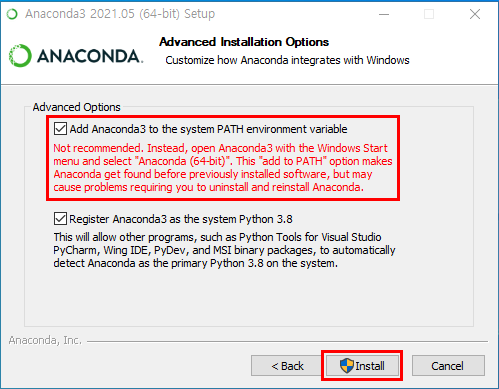 Anaconda3 2021.05 (64-bit) Setup
ANACONDA.
Advanced Installation Options
Customize how Anaconda integrates with Windows
Advanced Options
Add Anaconda3 to the system PATH environment variable
Not recommended. Instead, open Anaconda3 with the Windows Start
menu and select "Anaconda (64-bit)". This "add to PATH" option makes
Anaconda get found before previously installed software, but may
cause problems requiring you to uninstall and reinstall Anaconda.
Register Anaconda3 as the system Python 3.8
This will allow other programs, such as Python Tools for Visual Studio
PyCharm, Wing IDE, PyDev, and MSI binary packages, to automatically
detect Anaconda as the primary Python 3.8 on the system.
Anaconda, Inc.
< Back
Install
Cancel